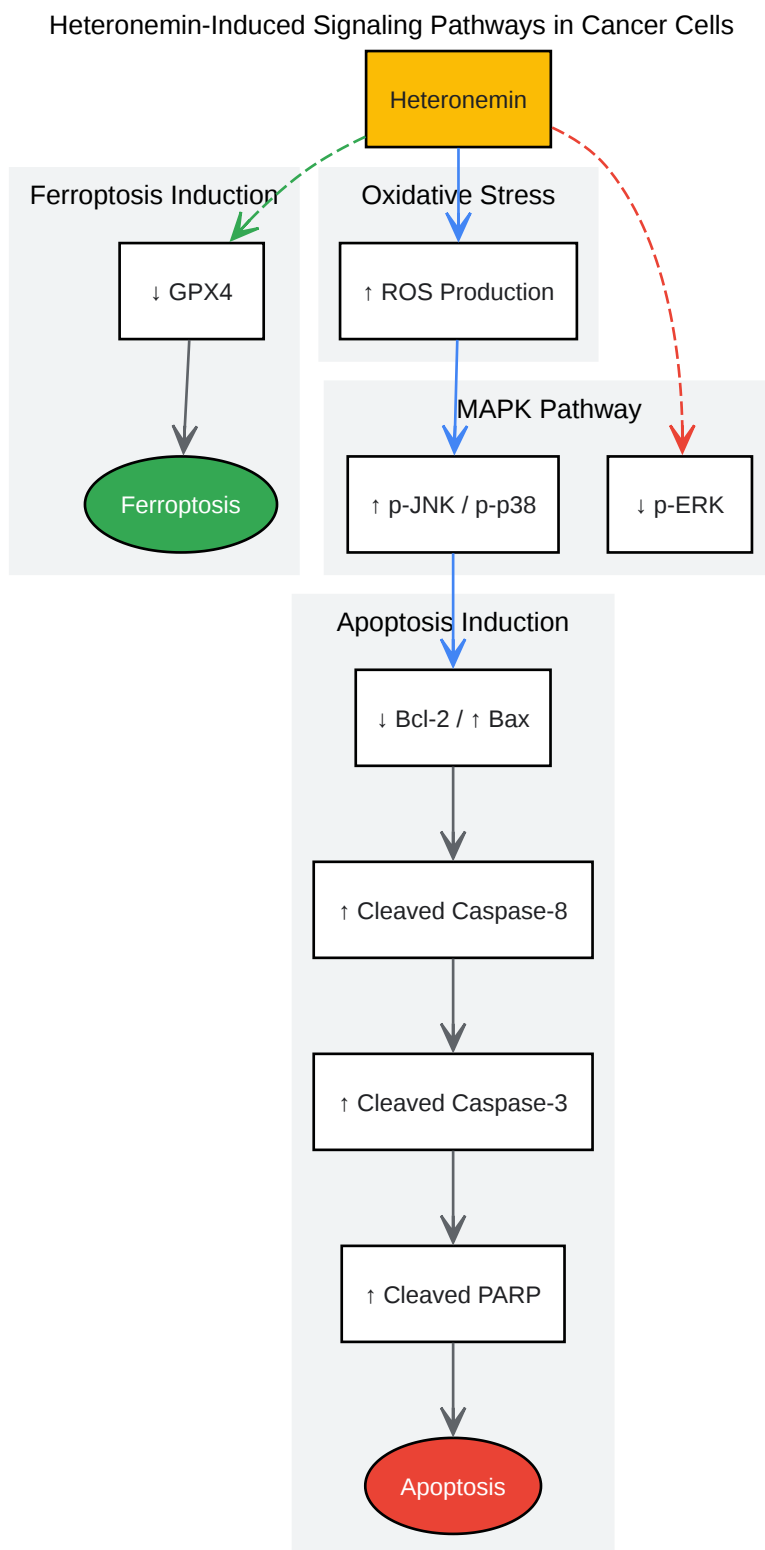 Heteronemin-Induced Signaling Pathways in Cancer Cells
Heteronemin
Ferroptosis Induction
Oxidative Stress
↓ GPX4
↑ ROS Production
MAPK Pathway
Ferroptosis
↑ p-JNK / p-p38
↓ p-ERK
Apoptosis Induction
↓ Bcl-2 / ↑ Bax
↑ Cleaved Caspase-8
↑ Cleaved Caspase-3
↑ Cleaved PARP
Apoptosis